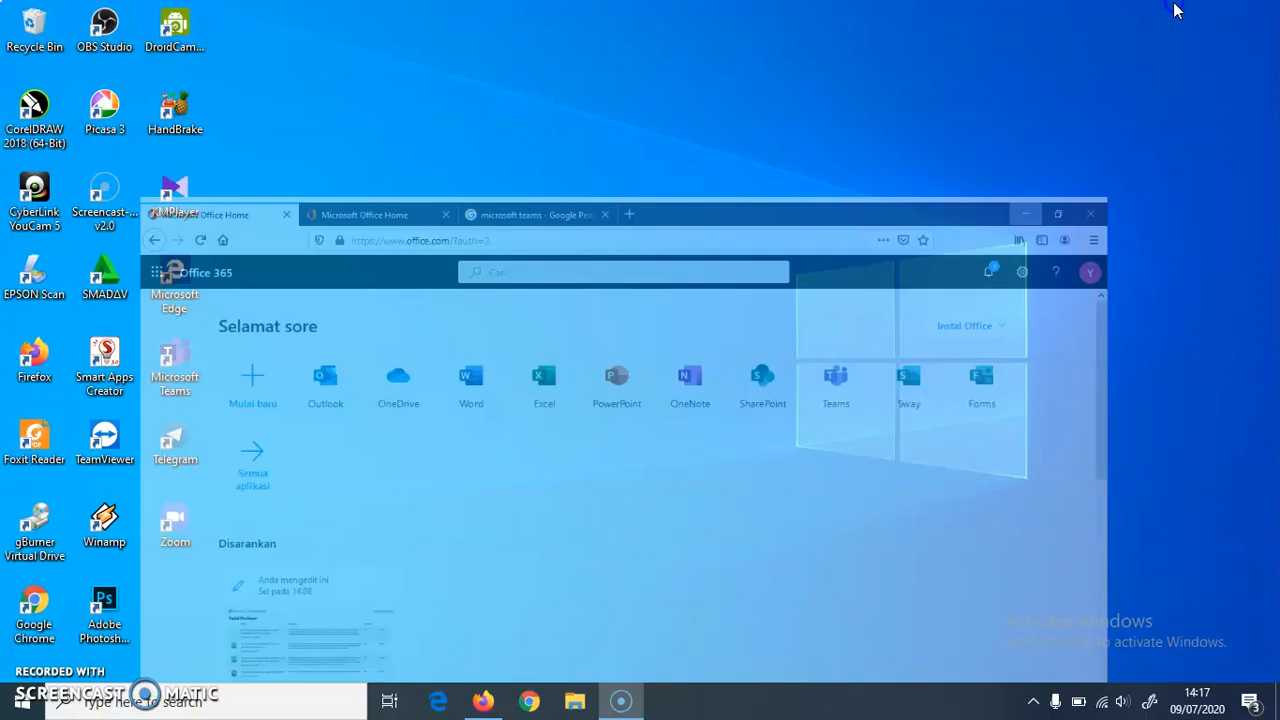 Recycle Bin
OBS Studio
DroidCam...
CorelDRAW
2018 (64-Bit)
Picasa 3
HandBrake
CyberLink
YouCam 5
Screencast-...
v2.0
KMPlayer
EPSON Scan
SMADΔV
Microsoft
Edge
Firefox
Smart Apps
Creator
Microsoft
Teams
Foxit Reader
TeamViewer
Telegram
gBurner
Virtual Drive
Winamp
Zoom
Google
Chrome
Adobe
Photosh...
Office Home
Microsoft Office Home
microsoft teams - Google Pen
https://www.office.com/?auth=2
Office 365
Cari
Y
Selamat sore
Instal Office
Mulai baru
Outlook
OneDrive
Word
Excel
PowerPoint
OneNote
SharePoint
Teams
Sway
Forms
Semua
aplikasi
Disarankan
Anda mengedit ini
Sel pada 14.08
Activate Windows
to activate Windows.
RECORDED WITH
SCREENCAST MATIC
Type here to search
14:17
09/07/2020
3